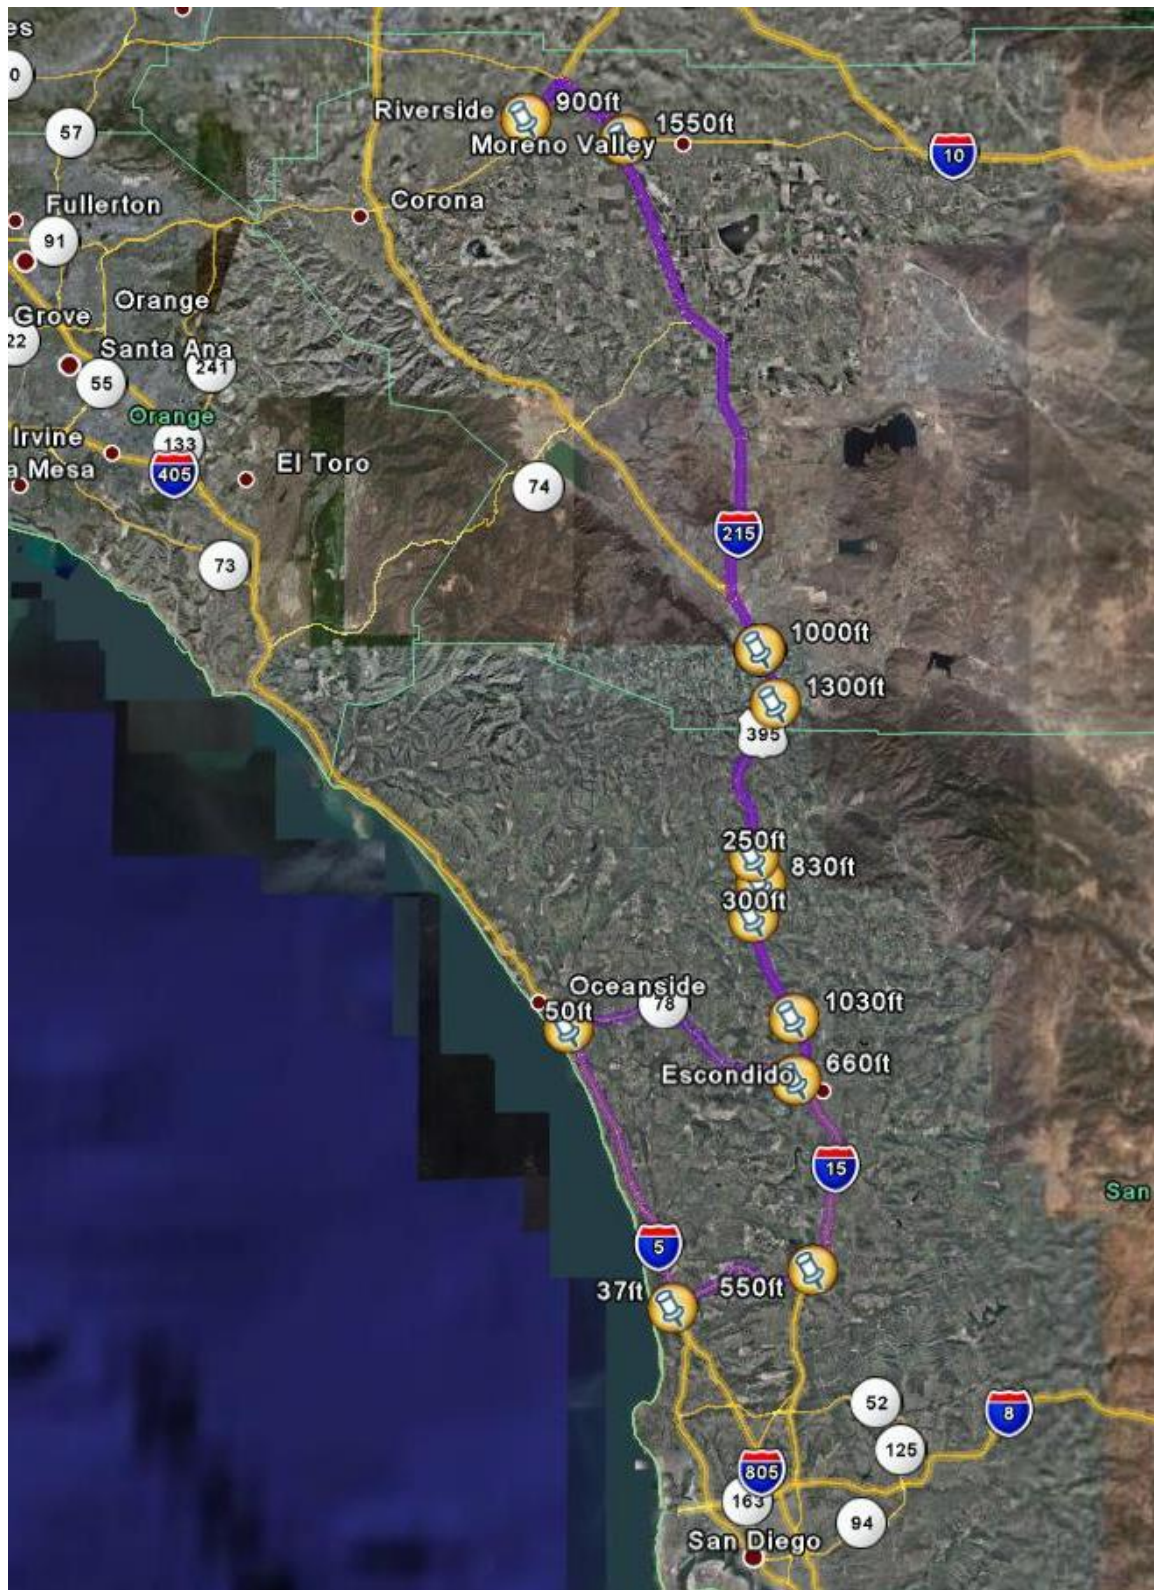 es
0
57
Riverside
900ft
Moreno Valley
1550ft
10
Fullerton
Corona
91
Orange
Grove
22
Santa Ana
241
55
Orange
Irvine
133
a Mesa
405
El Toro
74
215
73
1000ft
1300ft
395
250ft
830ft
300ft
Oceanside
50ft
78
1030ft
660ft
Escondido
15
San
5
37ft
550ft
52
8
125
805
163
94
San Diego